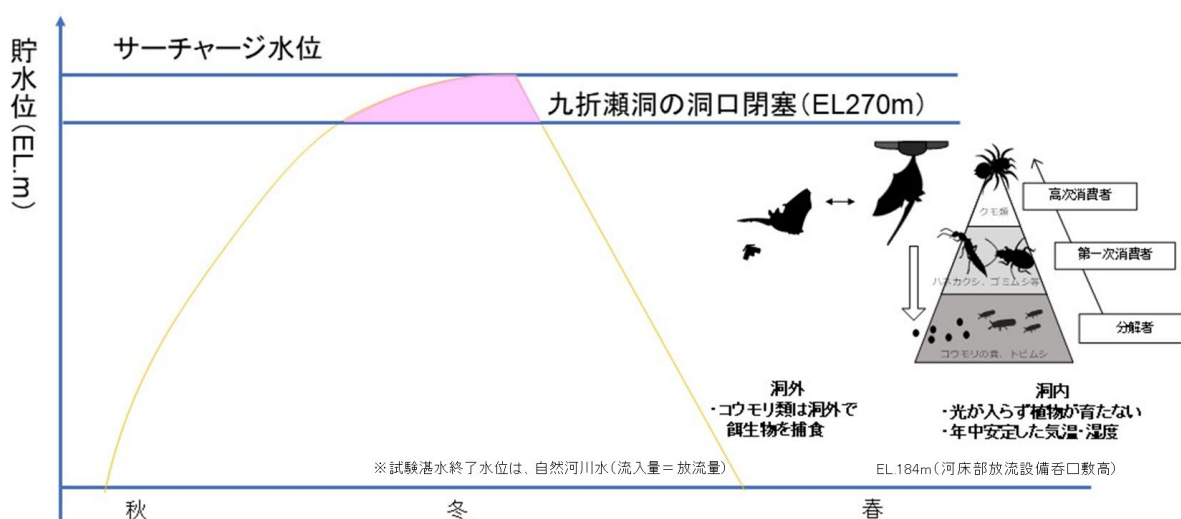 貯水位(EL.m)
サーチャージ水位
九折瀬洞の洞口閉塞(EL270m)
高次消費者
クモ類
第一次消費者
ハネカクシ、ゴミムシ等
分解者
コウモリの糞、トビムシ
洞外
・コウモリ類は洞外で
餌生物を捕食
洞内
・光が入らず植物が育たない
・年中安定した気温・湿度
※試験湛水終了水位は、自然河川水(流入量=放流量)
EL.184m(河床部放流設備呑口敷高)
秋
冬
春